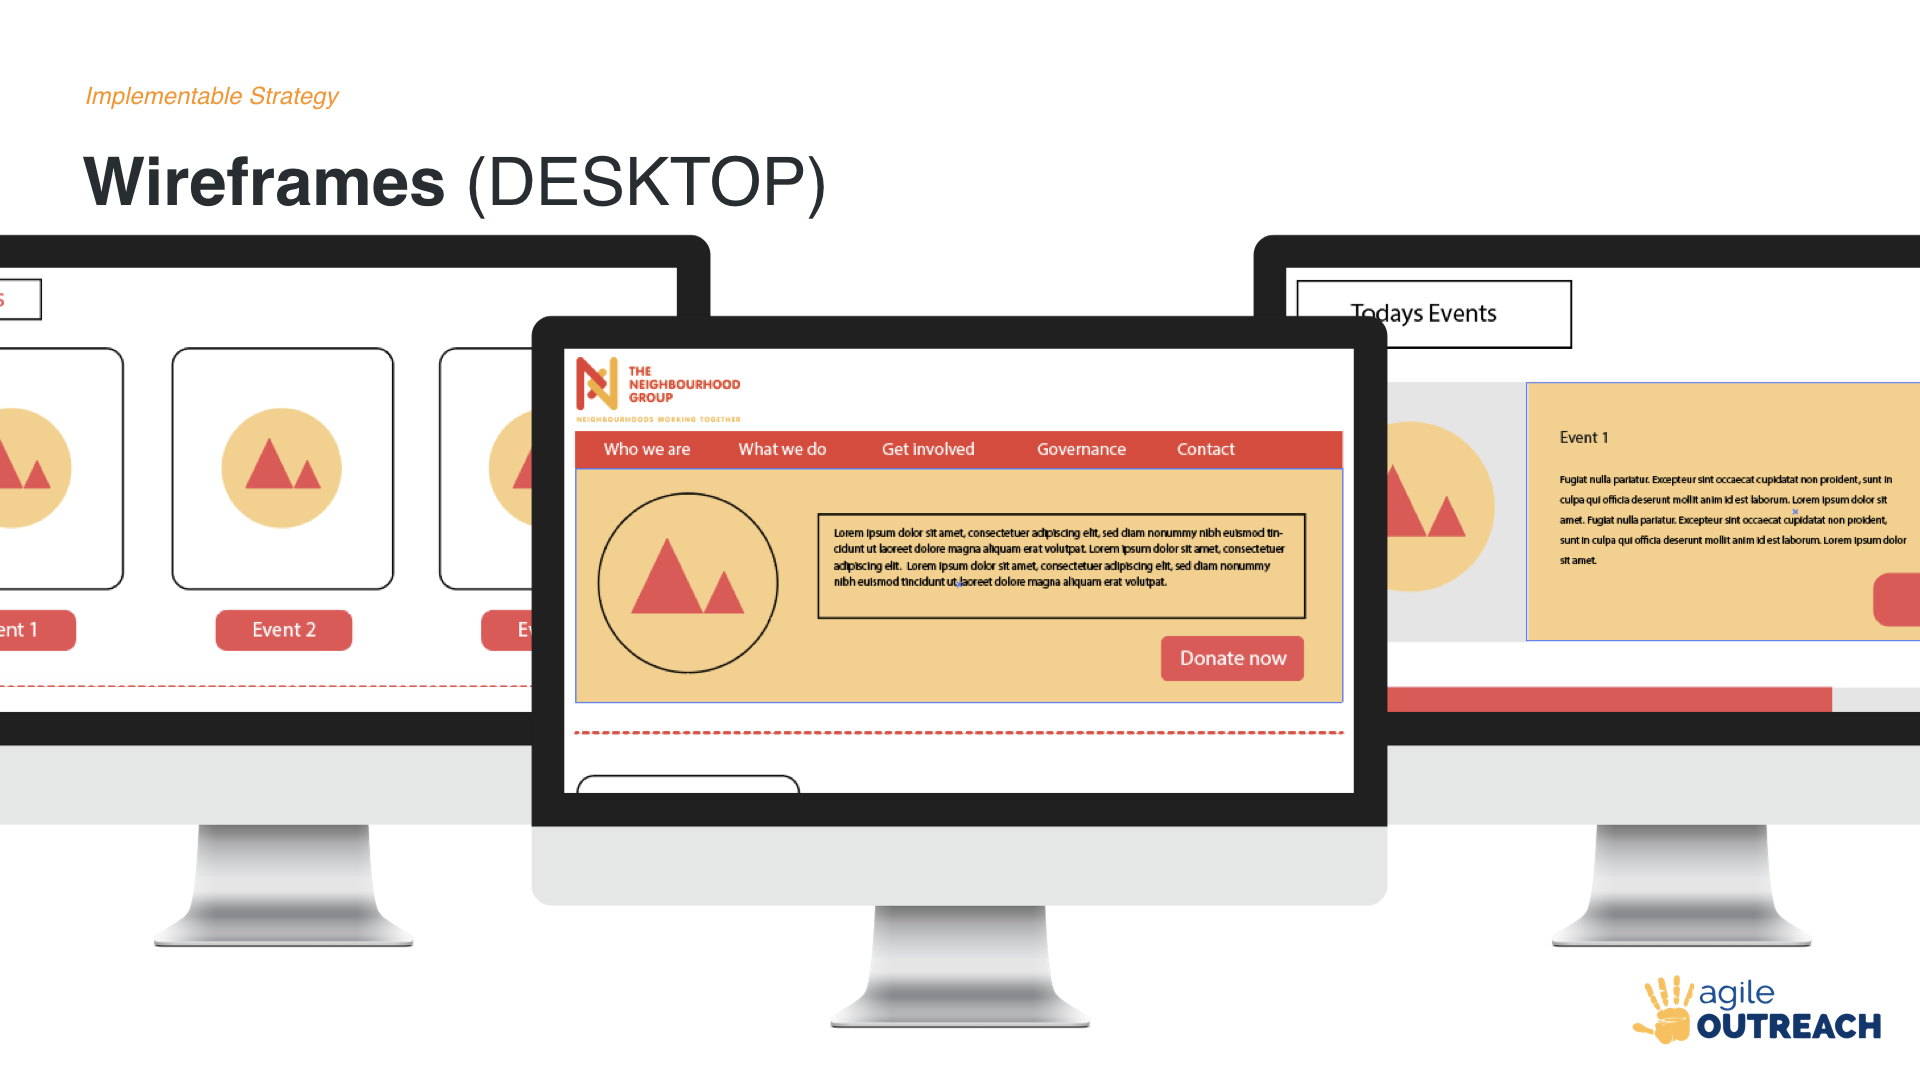 Implementable Strategy
Wireframes (DESKTOP)
s
ent 1
Event 2
Ev
THE
NEIGHBOURHOOD
GROUP
NEIGHBOURHOODS WORKING TOGETHER
Who we are What we do Get involved Governance Contact
Lorem ipsum dolor sit amet, consectetuer adipiscing elit, sed diam nonummy nibh euismod tin-
cidunt ut laoreet dolore magna aliquam erat volutpat. Lorem ipsum dolor sit amet, consectetuer
adipiscing elit. Lorem ipsum dolor sit amet, consectetuer adipiscing elit, sed diam nonummy
nibh euismod tincidunt ut laoreet dolore magna aliquam erat volutpat.
Donate now
Todays Events
Event 1
Fugiat nulla pariatur. Excepteur sint occaecat cupidatat non proident, sunt in
culpa qui officia deserunt mollit anim id est laborum. Lorem ipsum dolor sit
amet. Fugiat nulla pariatur. Excepteur sint occaecat cupidatat non proident,
sunt in culpa qui officia deserunt mollit anim id est laborum. Lorem ipsum dolor
sit amet.
agile
OUTREACH